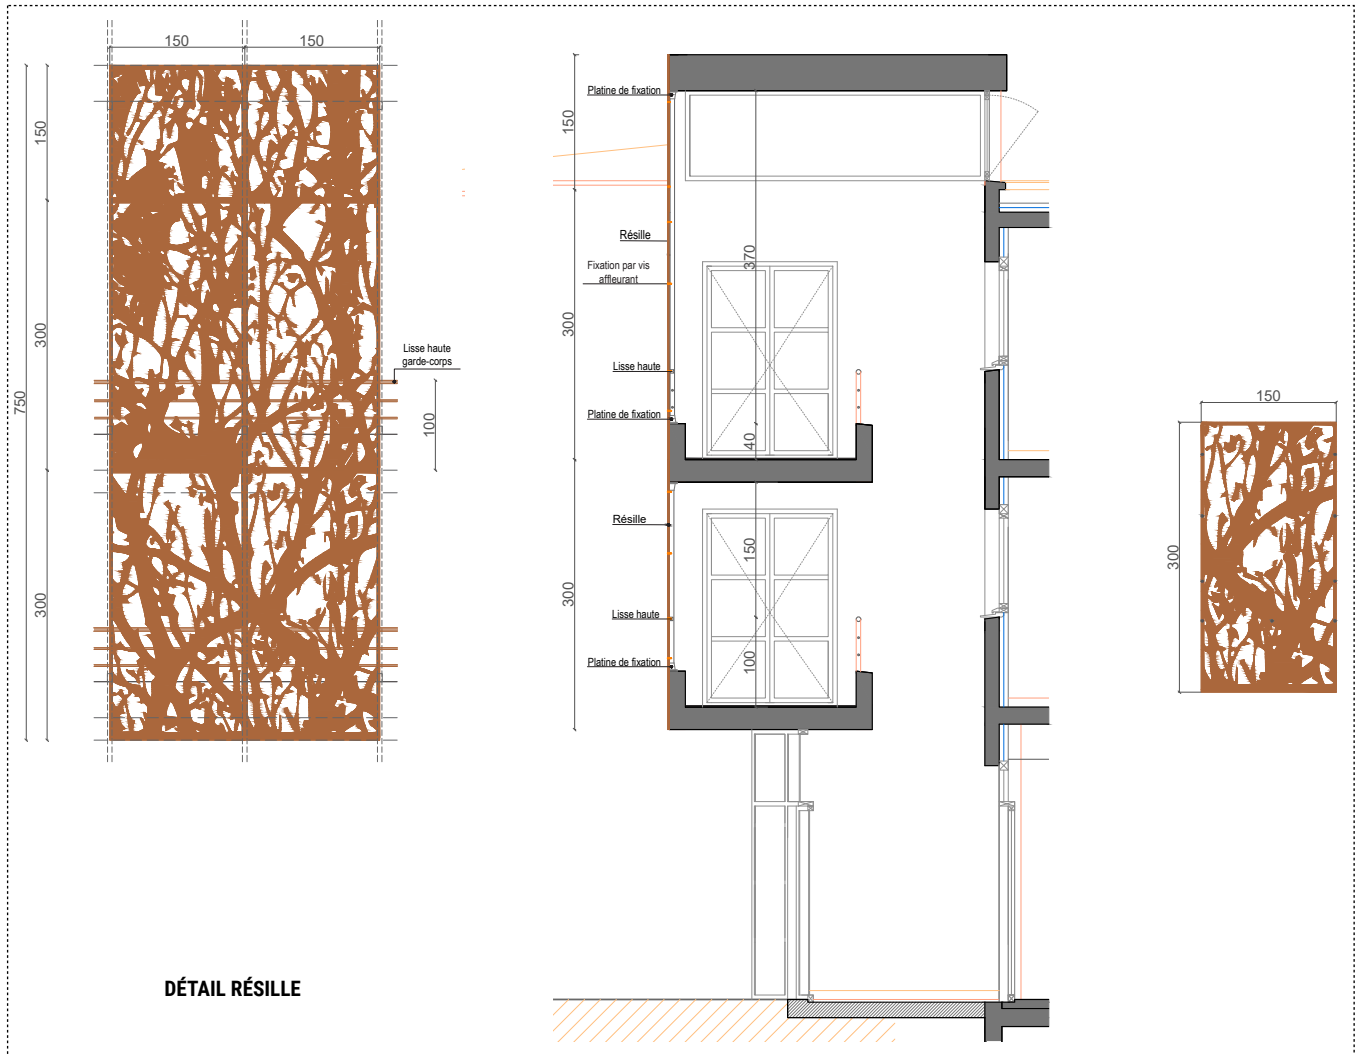 150
150
150
300
750
300
Lisse haute
garde-corps
100
DÉTAIL RÉSILLE
Platine de fixation
150
Résille
370
Fixation par vis
affleurant
300
Lisse haute
Platine de fixation
40
Résille
150
300
Lisse haute
Platine de fixation
100
150
300